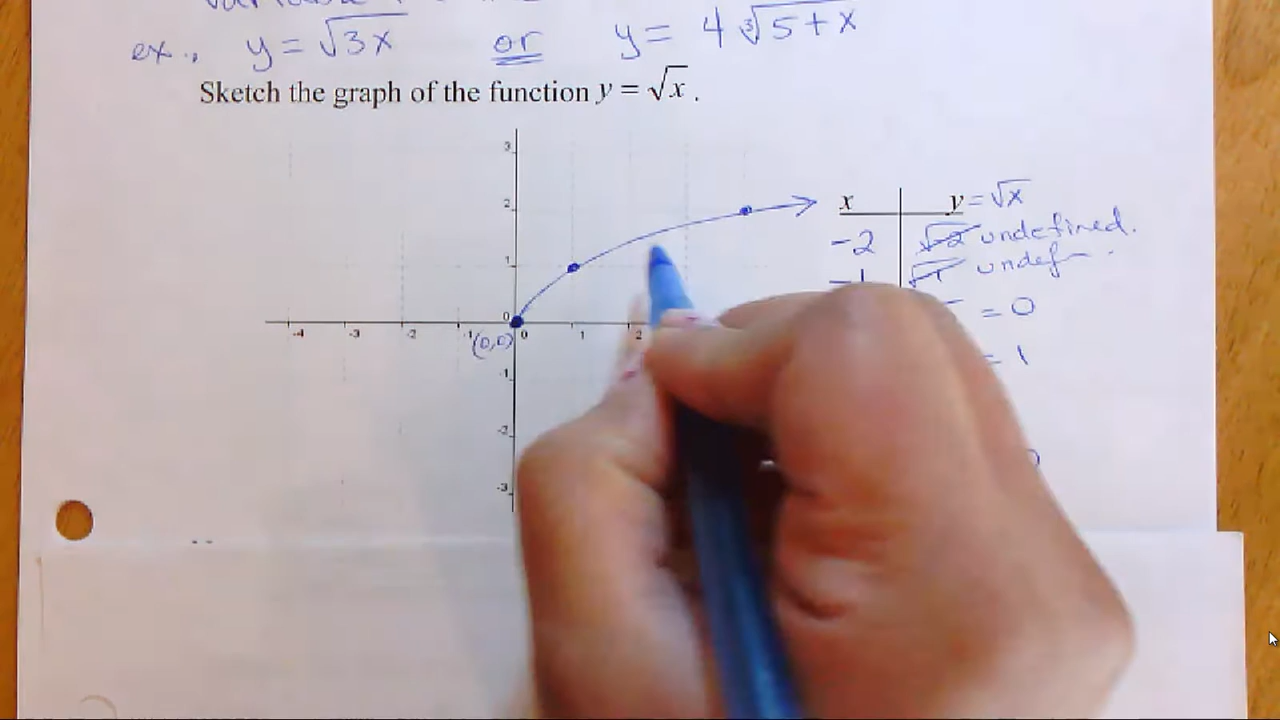 ex., y = √3x or y = 4 ∛5+x
Sketch the graph of the function y = √x .
3
2
1
0
-4 -3 -2 -1 0 1 2
(0,0)
-1
-2
-3
x y = √x
-2 √-2 undefined.
-1 √-1 undef
= 0
= 1